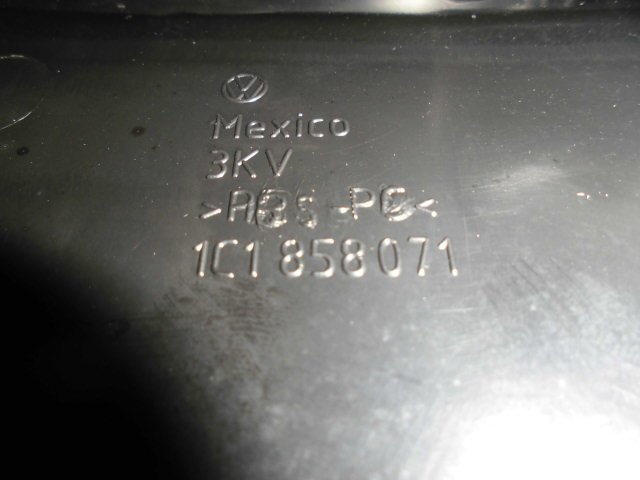 Mexico
3KV
>ABS-PC<
1C1 858 071